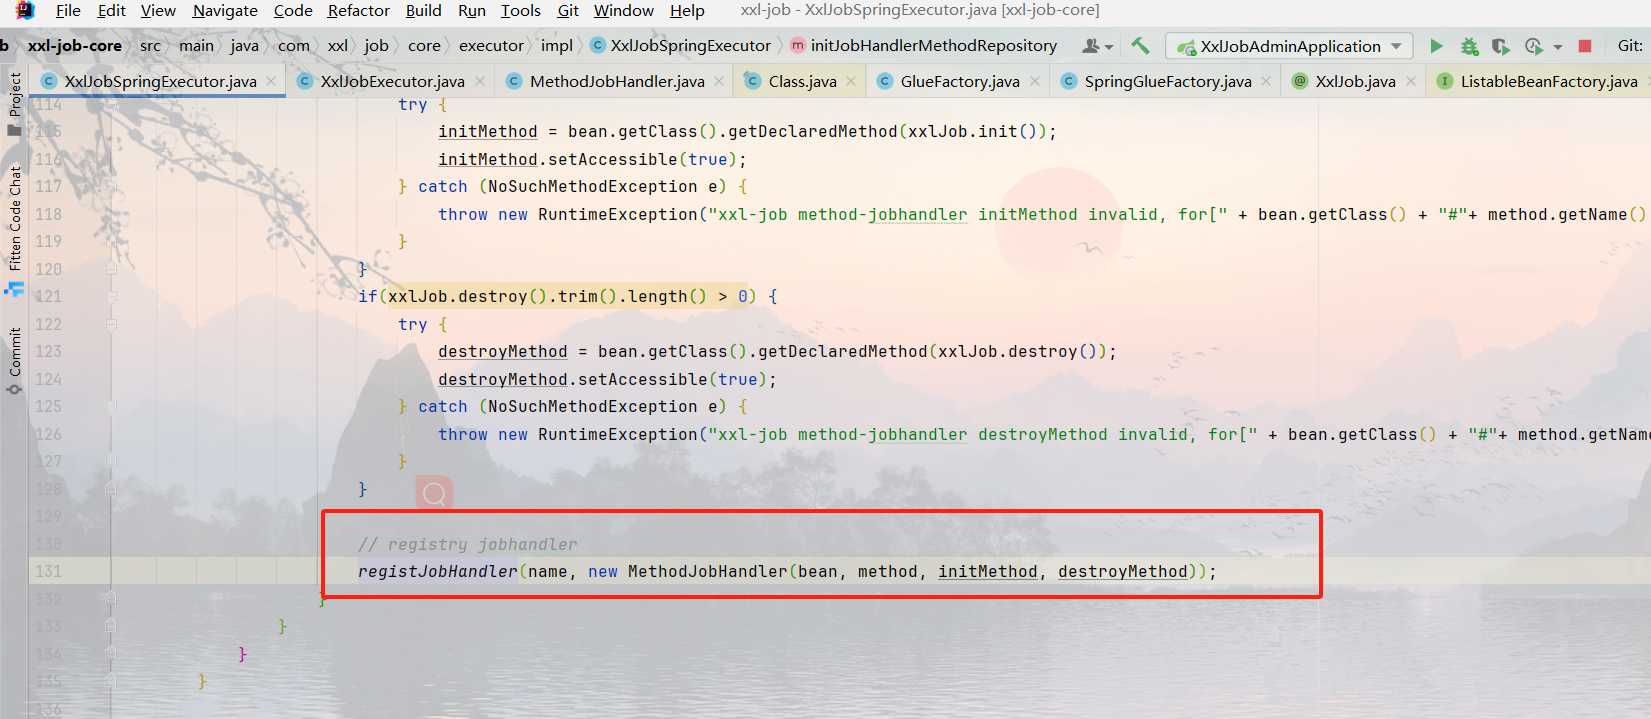 File Edit View Navigate Code Refactor Build Run Tools Git Window Help xxl-job - XxlJobSpringExecutor.java [xxl-job-core]
b xxl-job-core src main java com xxl job core executor impl XxlJobSpringExecutor initJobHandlerMethodRepository XxlJobAdminApplication Git:
XxlJobSpringExecutor.java XxlJobExecutor.java MethodJobHandler.java Class.java GlueFactory.java SpringGlueFactory.java XxlJob.java ListableBeanFactory.java
Project
Fitten Code Chat
Commit
114 try {
115 initMethod = bean.getClass().getDeclaredMethod(xxlJob.init());
116 initMethod.setAccessible(true);
117 } catch (NoSuchMethodException e) {
118 throw new RuntimeException("xxl-job method-jobhandler initMethod invalid, for[" + bean.getClass() + "#"+ method.getName()
119 }
120 }
121 if(xxlJob.destroy().trim().length() > 0) {
122 try {
123 destroyMethod = bean.getClass().getDeclaredMethod(xxlJob.destroy());
124 destroyMethod.setAccessible(true);
125 } catch (NoSuchMethodException e) {
126 throw new RuntimeException("xxl-job method-jobhandler destroyMethod invalid, for[" + bean.getClass() + "#"+ method.getName
127 }
128 }
129
130 // registry jobhandler
131 registJobHandler(name, new MethodJobHandler(bean, method, initMethod, destroyMethod));
132 }
133 }
134 }
135 }
136